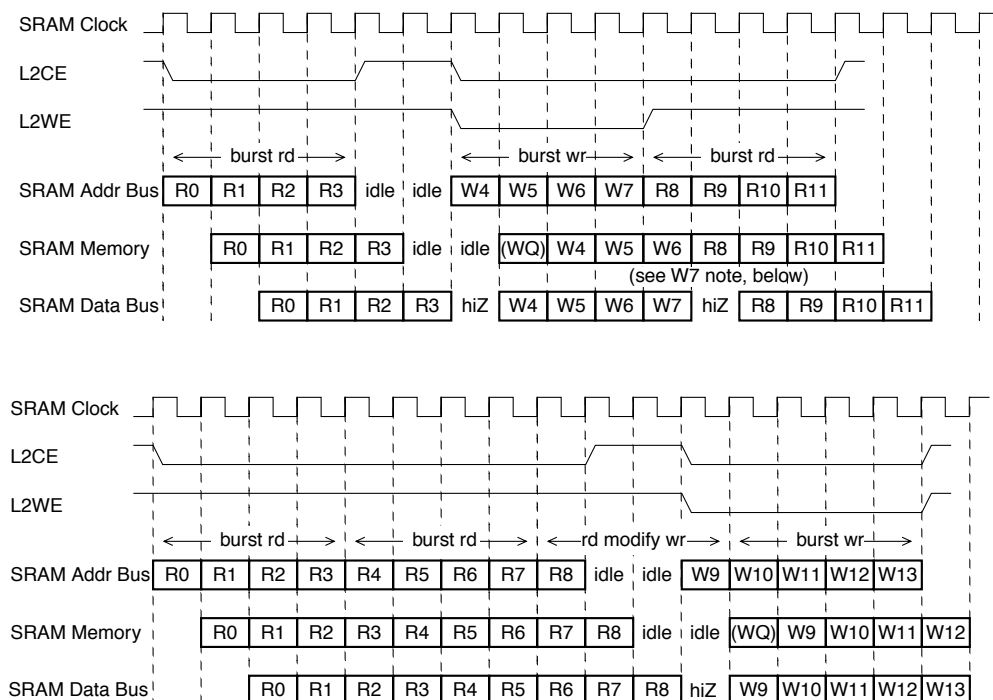 SRAM Clock
L2CE
L2WE
burst rd burst wr burst rd
SRAM Addr Bus R0 R1 R2 R3 idle idle W4 W5 W6 W7 R8 R9 R10 R11
SRAM Memory R0 R1 R2 R3 idle idle (WQ) W4 W5 W6 R8 R9 R10 R11
(see W7 note, below)
SRAM Data Bus R0 R1 R2 R3 hiZ W4 W5 W6 W7 hiZ R8 R9 R10 R11
SRAM Clock
L2CE
L2WE
burst rd burst rd rd modify wr burst wr
SRAM Addr Bus R0 R1 R2 R3 R4 R5 R6 R7 R8 idle idle W9 W10 W11 W12 W13
SRAM Memory R0 R1 R2 R3 R4 R5 R6 R7 R8 idle idle (WQ) W9 W10 W11 W12
SRAM Data Bus R0 R1 R2 R3 R4 R5 R6 R7 R8 hiZ W9 W10 W11 W12 W13